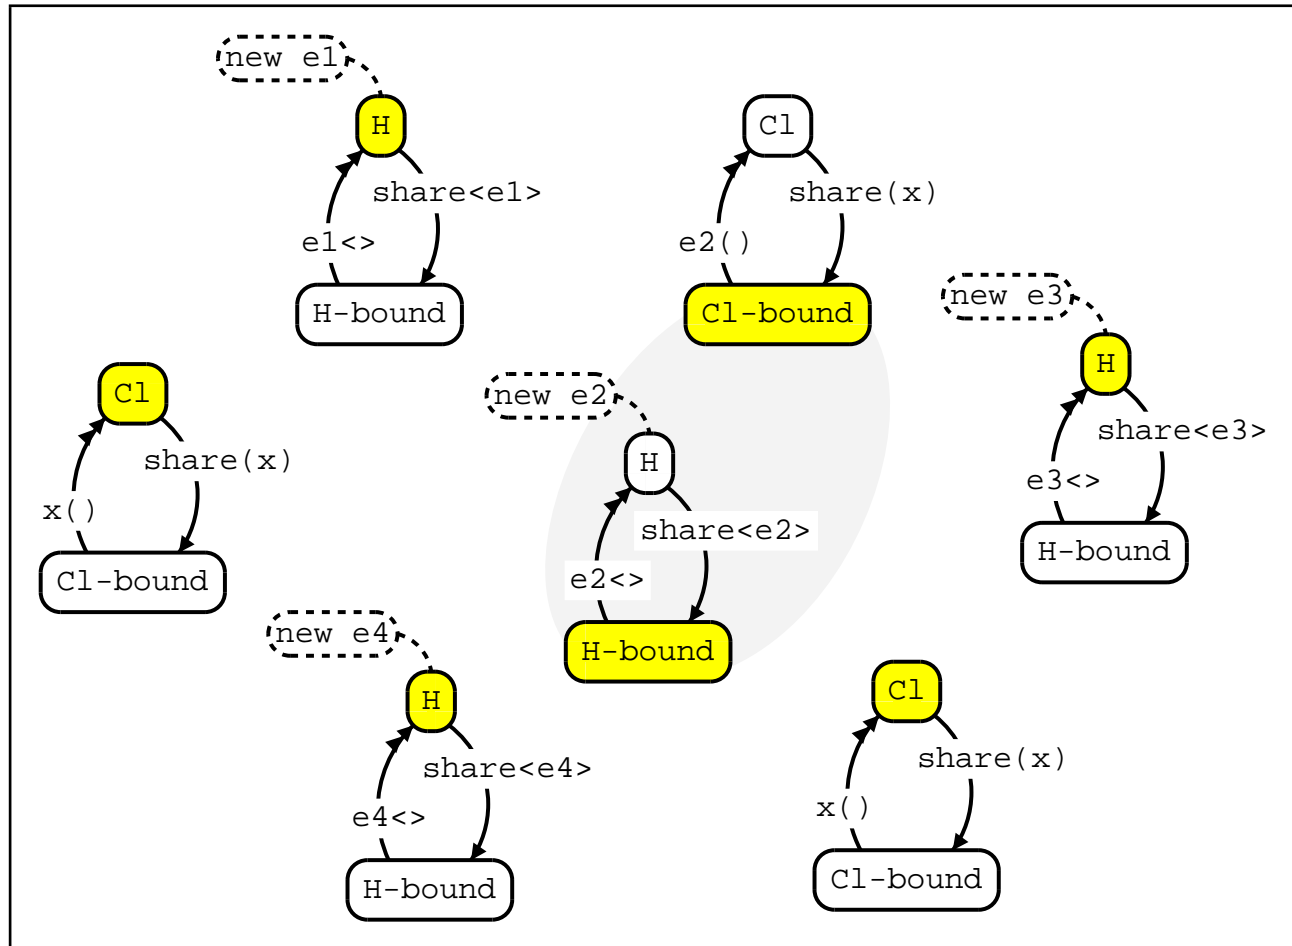 new e1
H
share<e1>
e1<>
H-bound
Cl
share(x)
e2()
Cl-bound
new e3
H
share<e3>
e3<>
H-bound
Cl
share(x)
x()
Cl-bound
new e2
H
share<e2>
e2<>
H-bound
new e4
H
share<e4>
e4<>
H-bound
Cl
share(x)
x()
Cl-bound